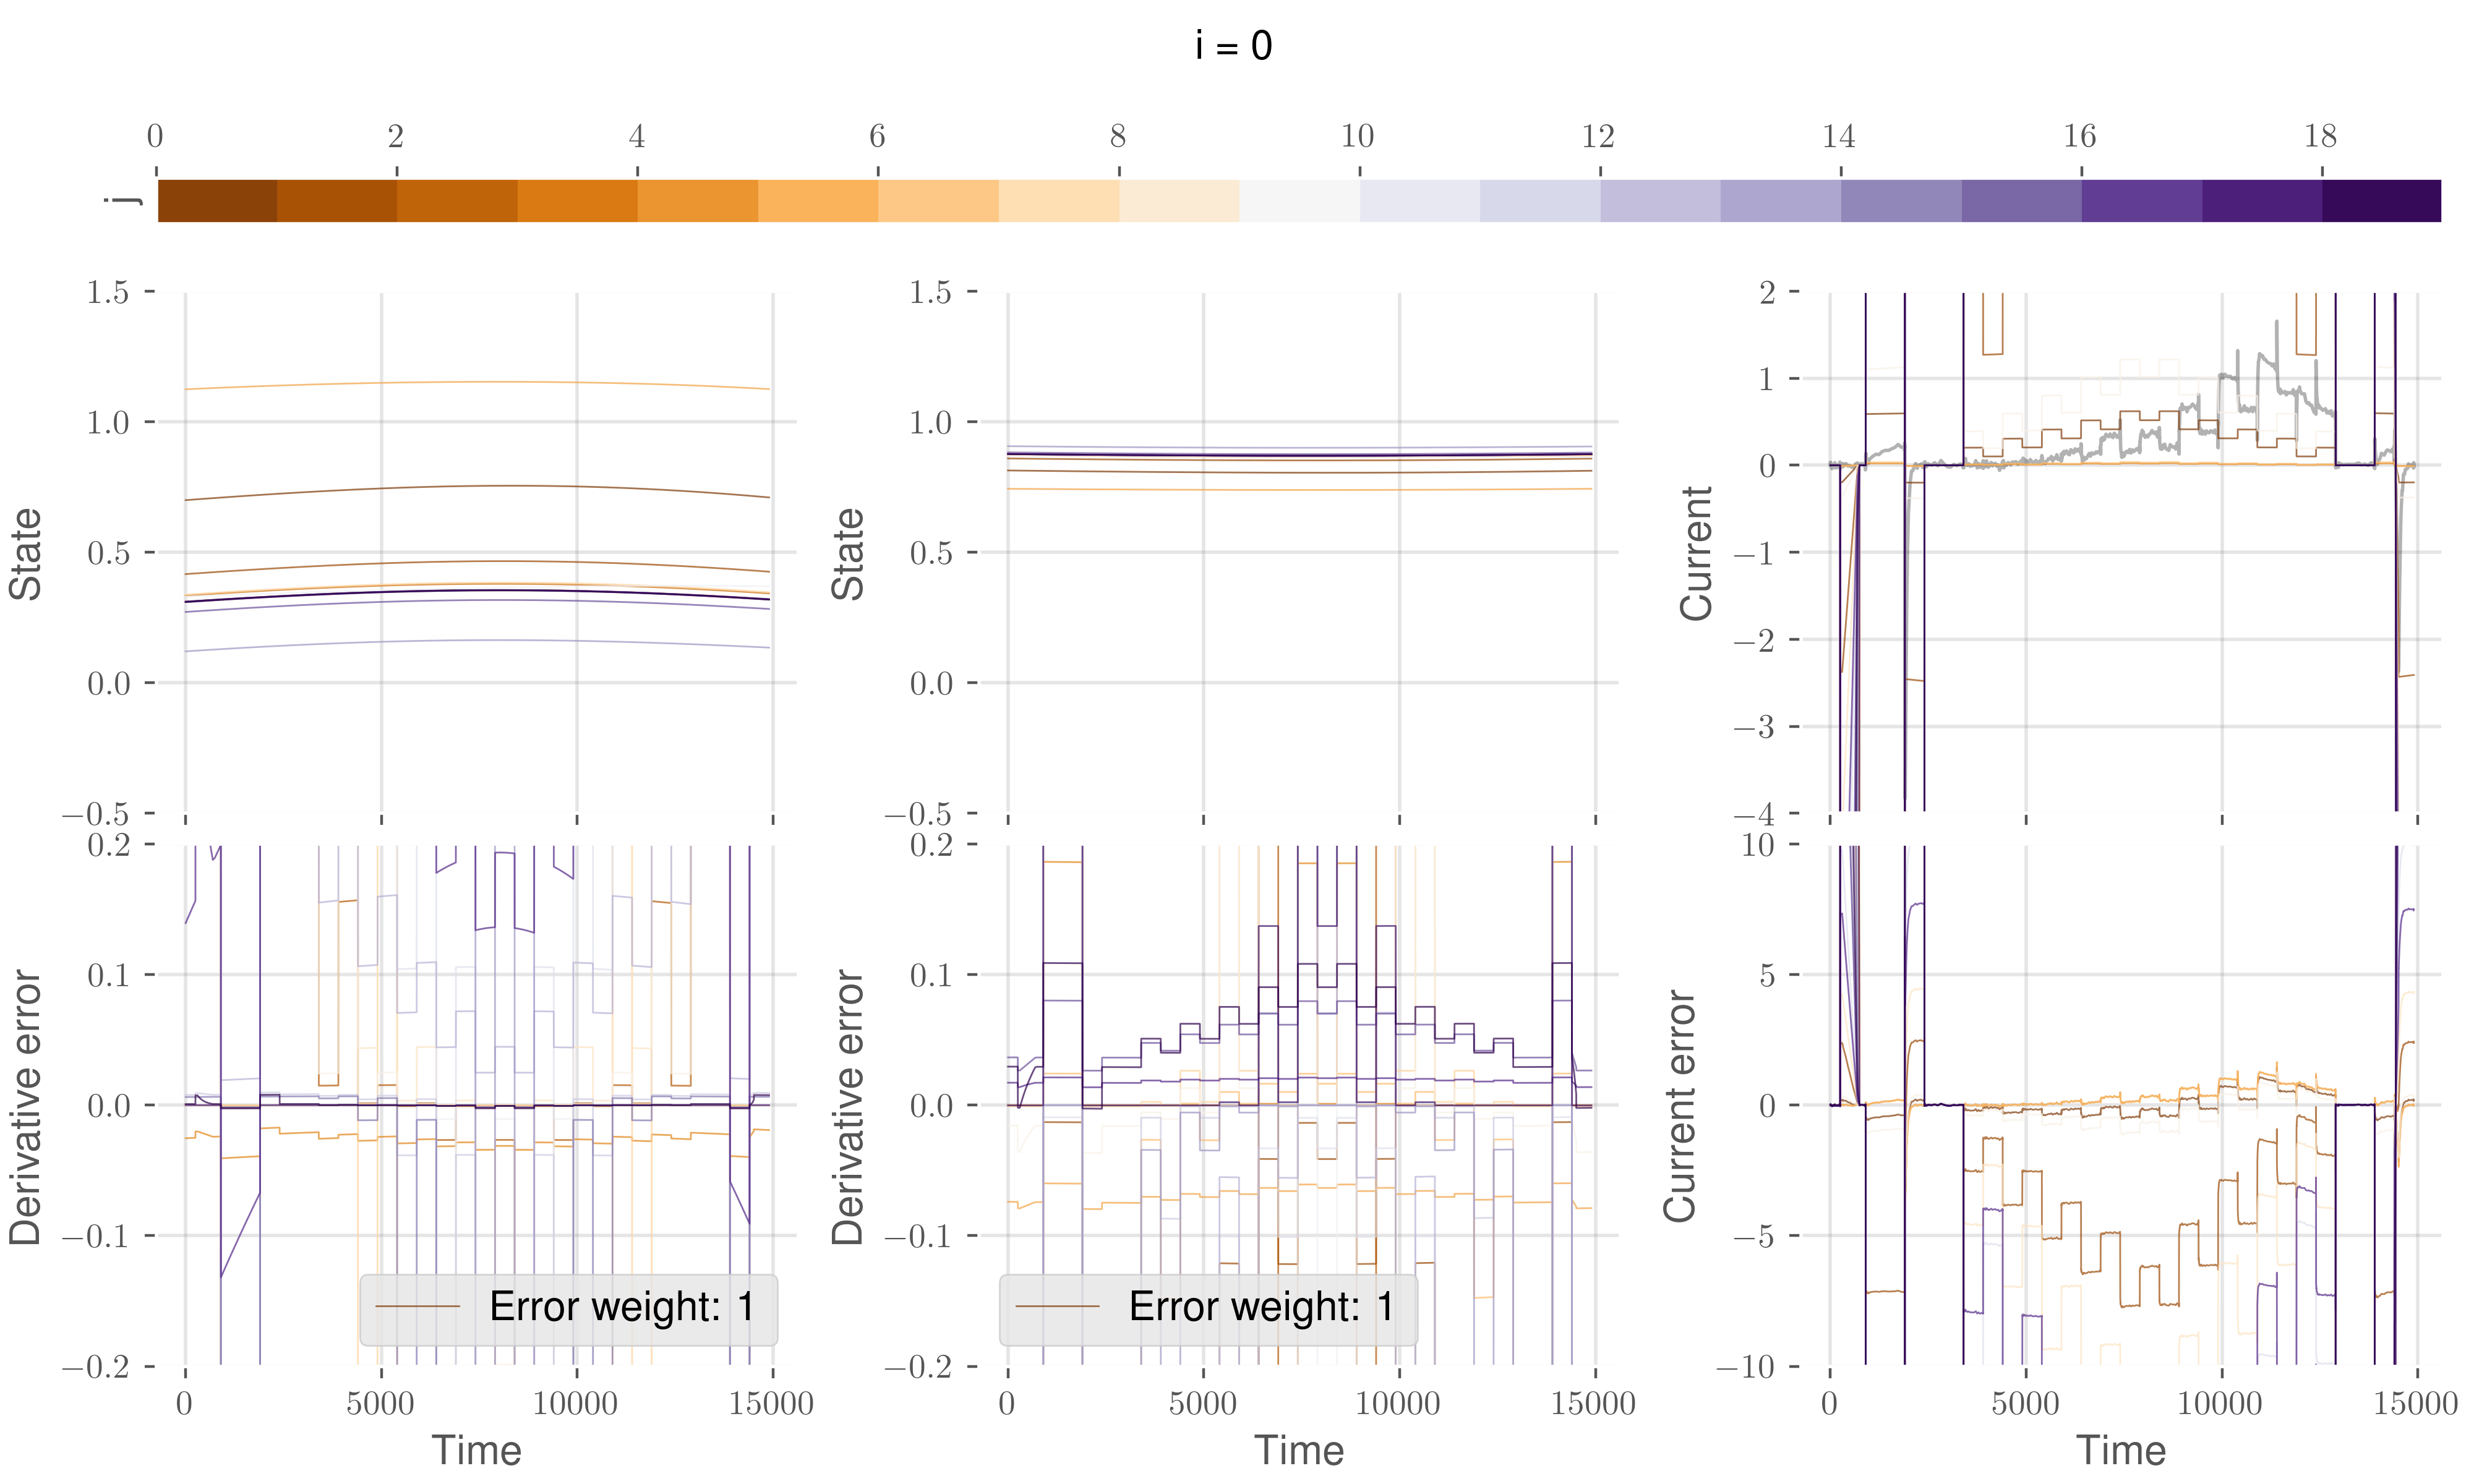 i = 0
0 2 4 6 8 10 12 14 16 18
j
1.5 1.5 2
1.0 1.0 1
0.5 0.5 0
0.0 0.0 −1
−0.5 −0.5 −2
−3
−4
State State Current
0.2 0.2 10
0.1 0.1 5
0.0 0.0 0
−0.1 −0.1 −5
−0.2 −0.2 −10
Derivative error Derivative error Current error
Error weight: 1 Error weight: 1
0 5000 10000 15000 0 5000 10000 15000 0 5000 10000 15000
Time Time Time